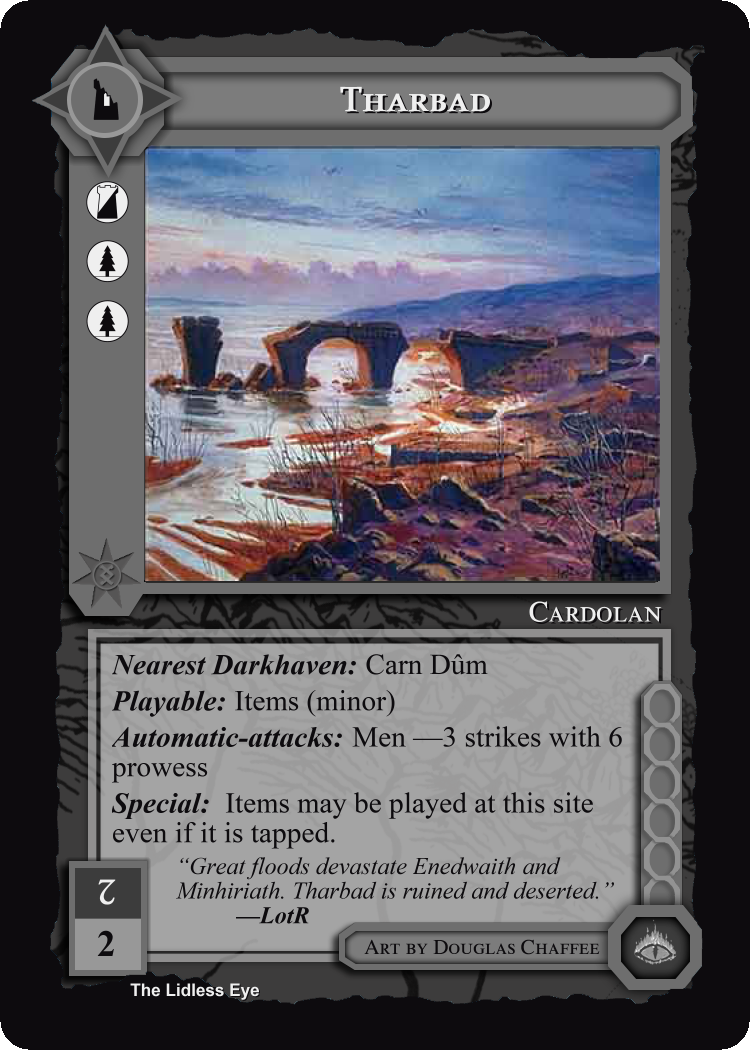 THARBAD
CARDOLAN
Nearest Darkhaven: Carn Dûm
Playable: Items (minor)
Automatic-attacks: Men —3 strikes with 6
prowess
Special: Items may be played at this site
even if it is tapped.
“Great floods devastate Enedwaith and
Minhiriath. Tharbad is ruined and deserted.”
—LotR
2
2
ART BY DOUGLAS CHAFFEE
The Lidless Eye